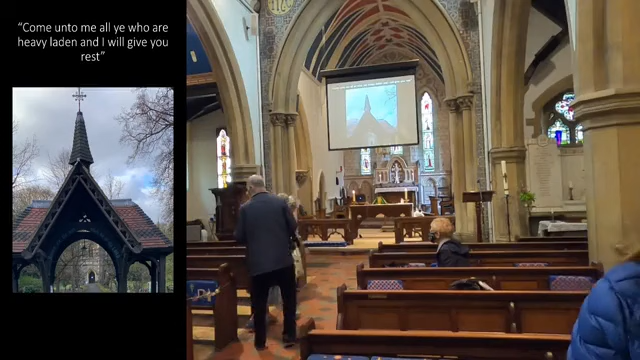 “Come unto me all ye who are
heavy laden and I will give you
rest”